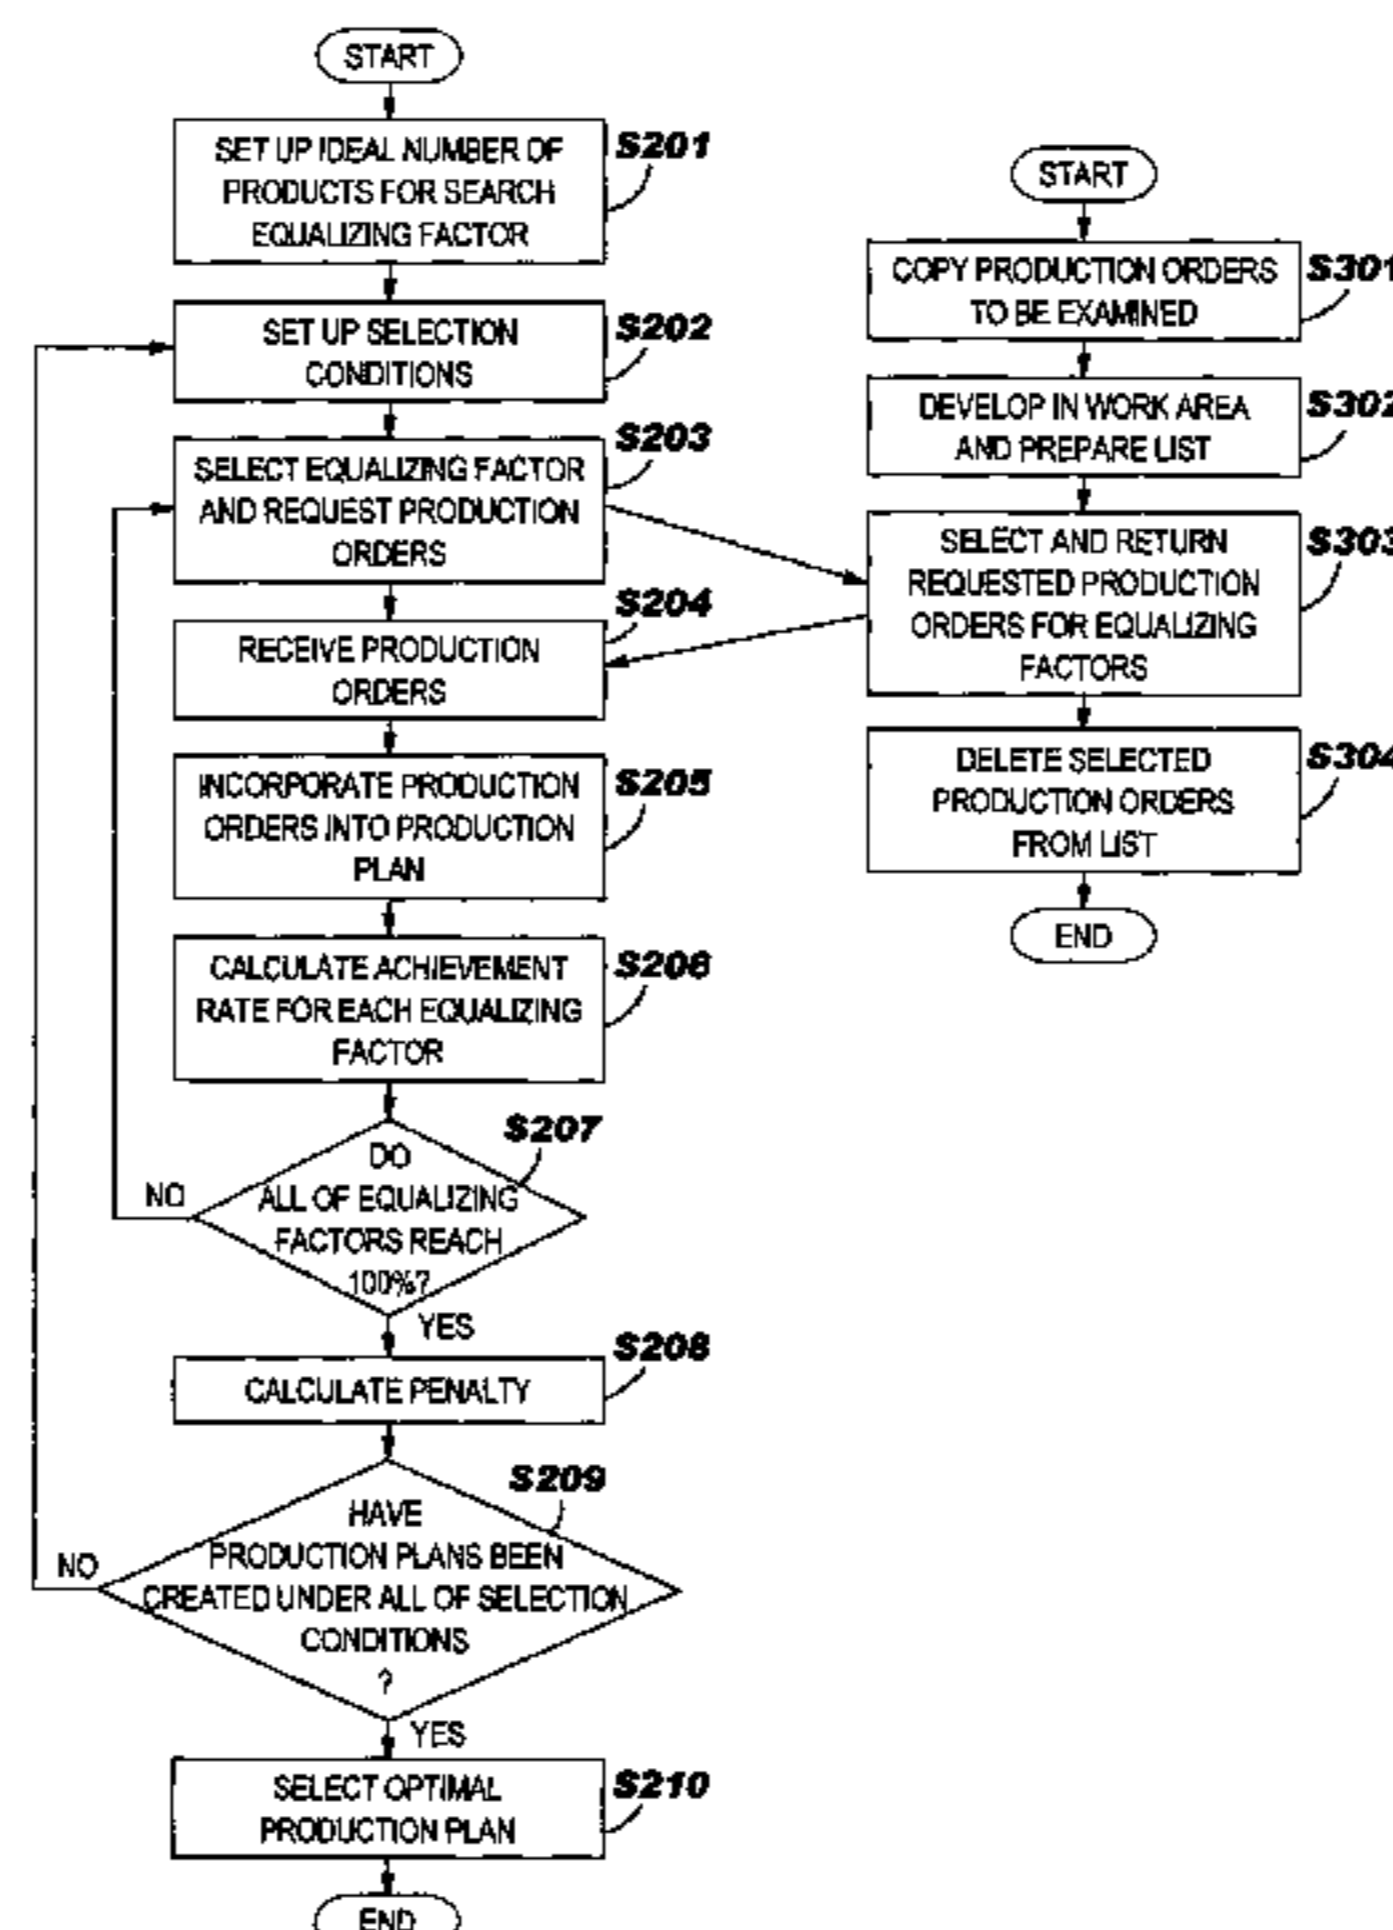 START
SET UP IDEAL NUMBER OF
PRODUCTS FOR SEARCH
EQUALIZING FACTOR
S201
SET UP SELECTION
CONDITIONS
S202
SELECT EQUALIZING FACTOR
AND REQUEST PRODUCTION
ORDERS
S203
RECEIVE PRODUCTION
ORDERS
S204
INCORPORATE PRODUCTION
ORDERS INTO PRODUCTION
PLAN
S205
CALCULATE ACHIEVEMENT
RATE FOR EACH EQUALIZING
FACTOR
S206
DO
ALL OF EQUALIZING
FACTORS REACH
100%?
S207
NO
YES
CALCULATE PENALTY
S208
HAVE
PRODUCTION PLANS BEEN
CREATED UNDER ALL OF SELECTION
CONDITIONS
?
S209
NO
YES
SELECT OPTIMAL
PRODUCTION PLAN
S210
END
START
COPY PRODUCTION ORDERS
TO BE EXAMINED
S301
DEVELOP IN WORK AREA
AND PREPARE LIST
S302
SELECT AND RETURN
REQUESTED PRODUCTION
ORDERS FOR EQUALIZING
FACTORS
S303
DELETE SELECTED
PRODUCTION ORDERS
FROM LIST
S304
END